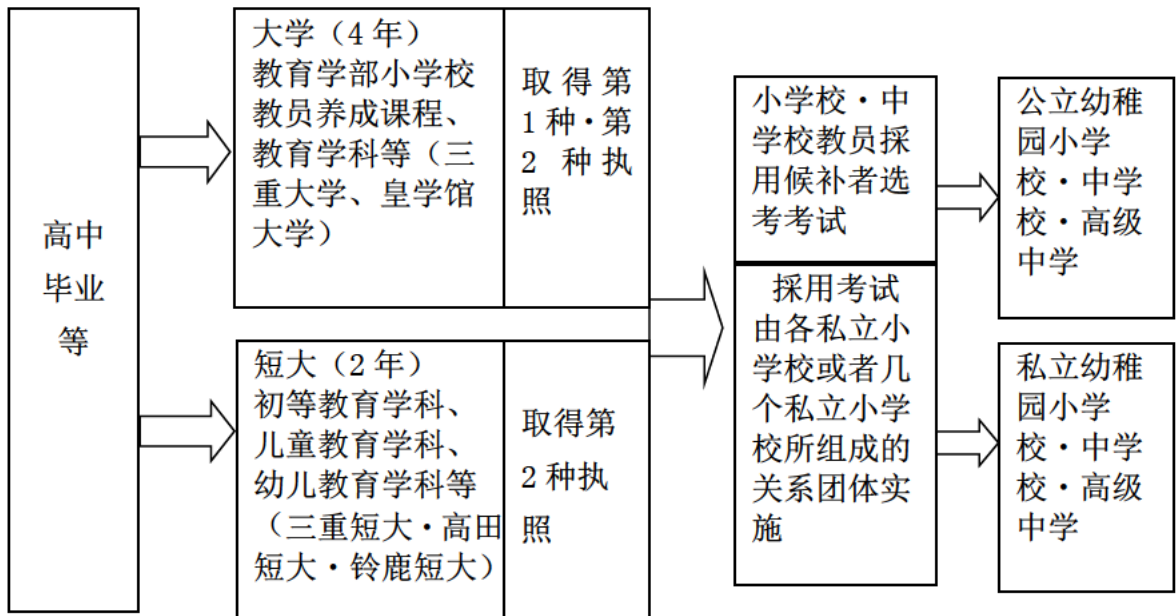 高中
毕业
等
大学（4 年）
教育学部小学校
教员养成课程、
教育学科等（三
重大学、皇学馆
大学）
取得第
1 种·第
2 种执
照
短大（2 年）
初等教育学科、
儿童教育学科、
幼儿教育学科等
（三重短大·高田
短大·铃鹿短大）
取得第
2 种执
照
小学校·中
学校教员採
用候补者选
考考试
採用考试
由各私立小
学校或者几
个私立小学
校所组成的
关系团体实
施
公立幼稚
园小学
校·中学
校·高级
中学
私立幼稚
园小学
校·中学
校·高级
中学